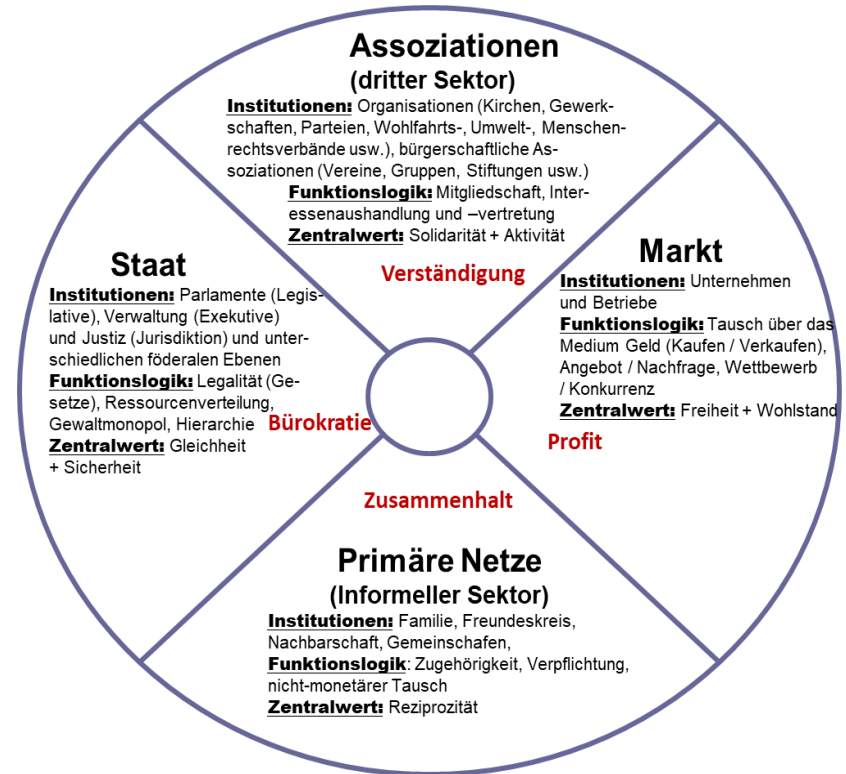 Assoziationen
(dritter Sektor)
Institutionen: Organisationen (Kirchen, Gewerk-
schaften, Parteien, Wohlfahrts-, Umwelt-, Menschen-
rechtsverbände usw.), bürgerschaftliche As-
soziationen (Vereine, Gruppen, Stiftungen usw.)
Funktionslogik: Mitgliedschaft, Inter-
essenaushandlung und –vertretung
Zentralwert: Solidarität + Aktivität
Verständigung
Staat
Institutionen: Parlamente (Legis-
lative), Verwaltung (Exekutive)
und Justiz (Jurisdiktion) und unter-
schiedlichen föderalen Ebenen
Funktionslogik: Legalität (Ge-
setze), Ressourcenverteilung,
Gewaltmonopol, Hierarchie
Zentralwert: Gleichheit
+ Sicherheit
Bürokratie
Markt
Institutionen: Unternehmen
und Betriebe
Funktionslogik: Tausch über das
Medium Geld (Kaufen / Verkaufen),
Angebot / Nachfrage, Wettbewerb
/ Konkurrenz
Zentralwert: Freiheit + Wohlstand
Profit
Zusammenhalt
Primäre Netze
(Informeller Sektor)
Institutionen: Familie, Freundeskreis,
Nachbarschaft, Gemeinschafen,
Funktionslogik: Zugehörigkeit, Verpflichtung,
nicht-monetärer Tausch
Zentralwert: Reziprozität